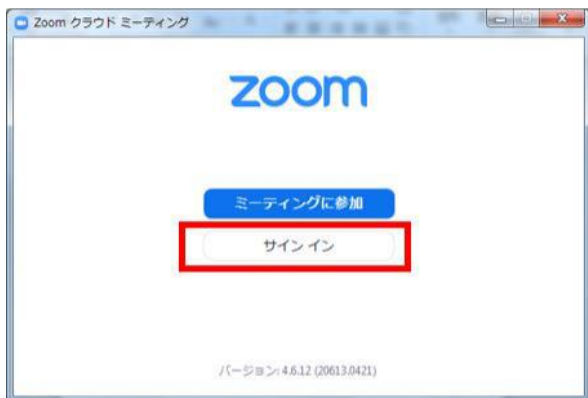 Zoom クラウド ミーティング
zoom
ミーティングに参加
サイン イン
バージョン: 4.6.12 (20613.0421)